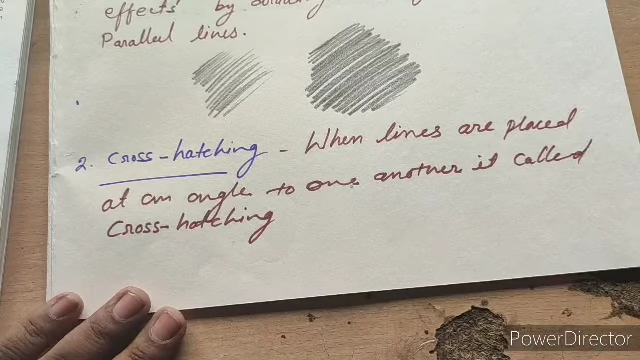 effects by
Parallel lines.
2. Cross-hatching - When lines are placed
at an angle to one another it called
Cross-hatching
PowerDirector